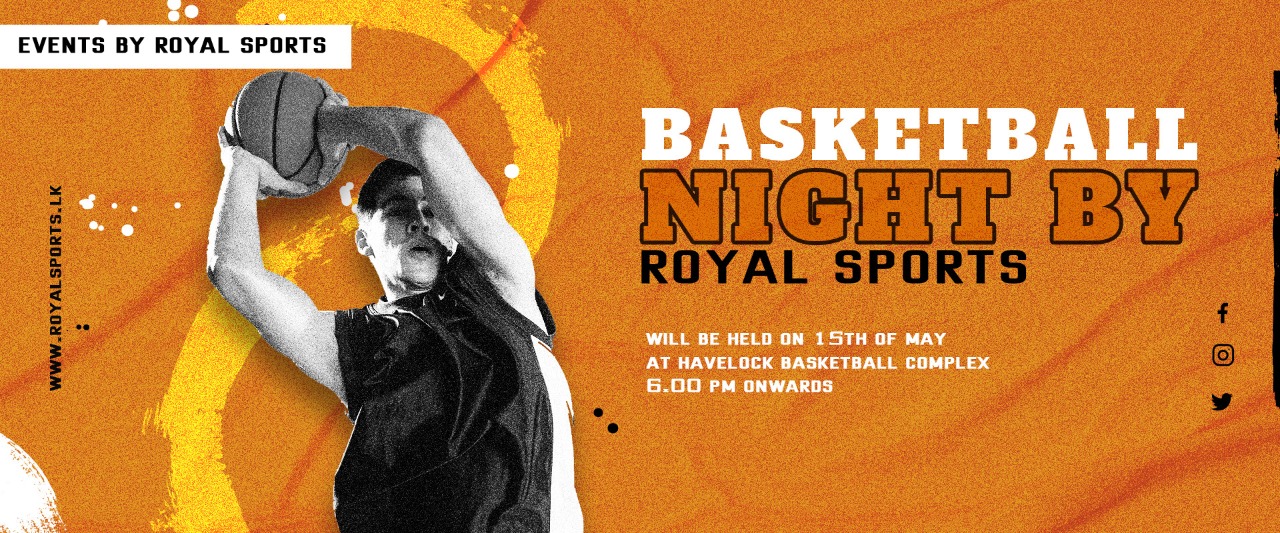 EVENTS BY ROYAL SPORTS
WWW.ROYALSPORTS.LK
BASKETBALL
NIGHT BY
ROYAL SPORTS
WILL BE HELD ON 15TH OF MAY
AT HAVELOCK BASKETBALL COMPLEX
6.00 PM ONWARDS